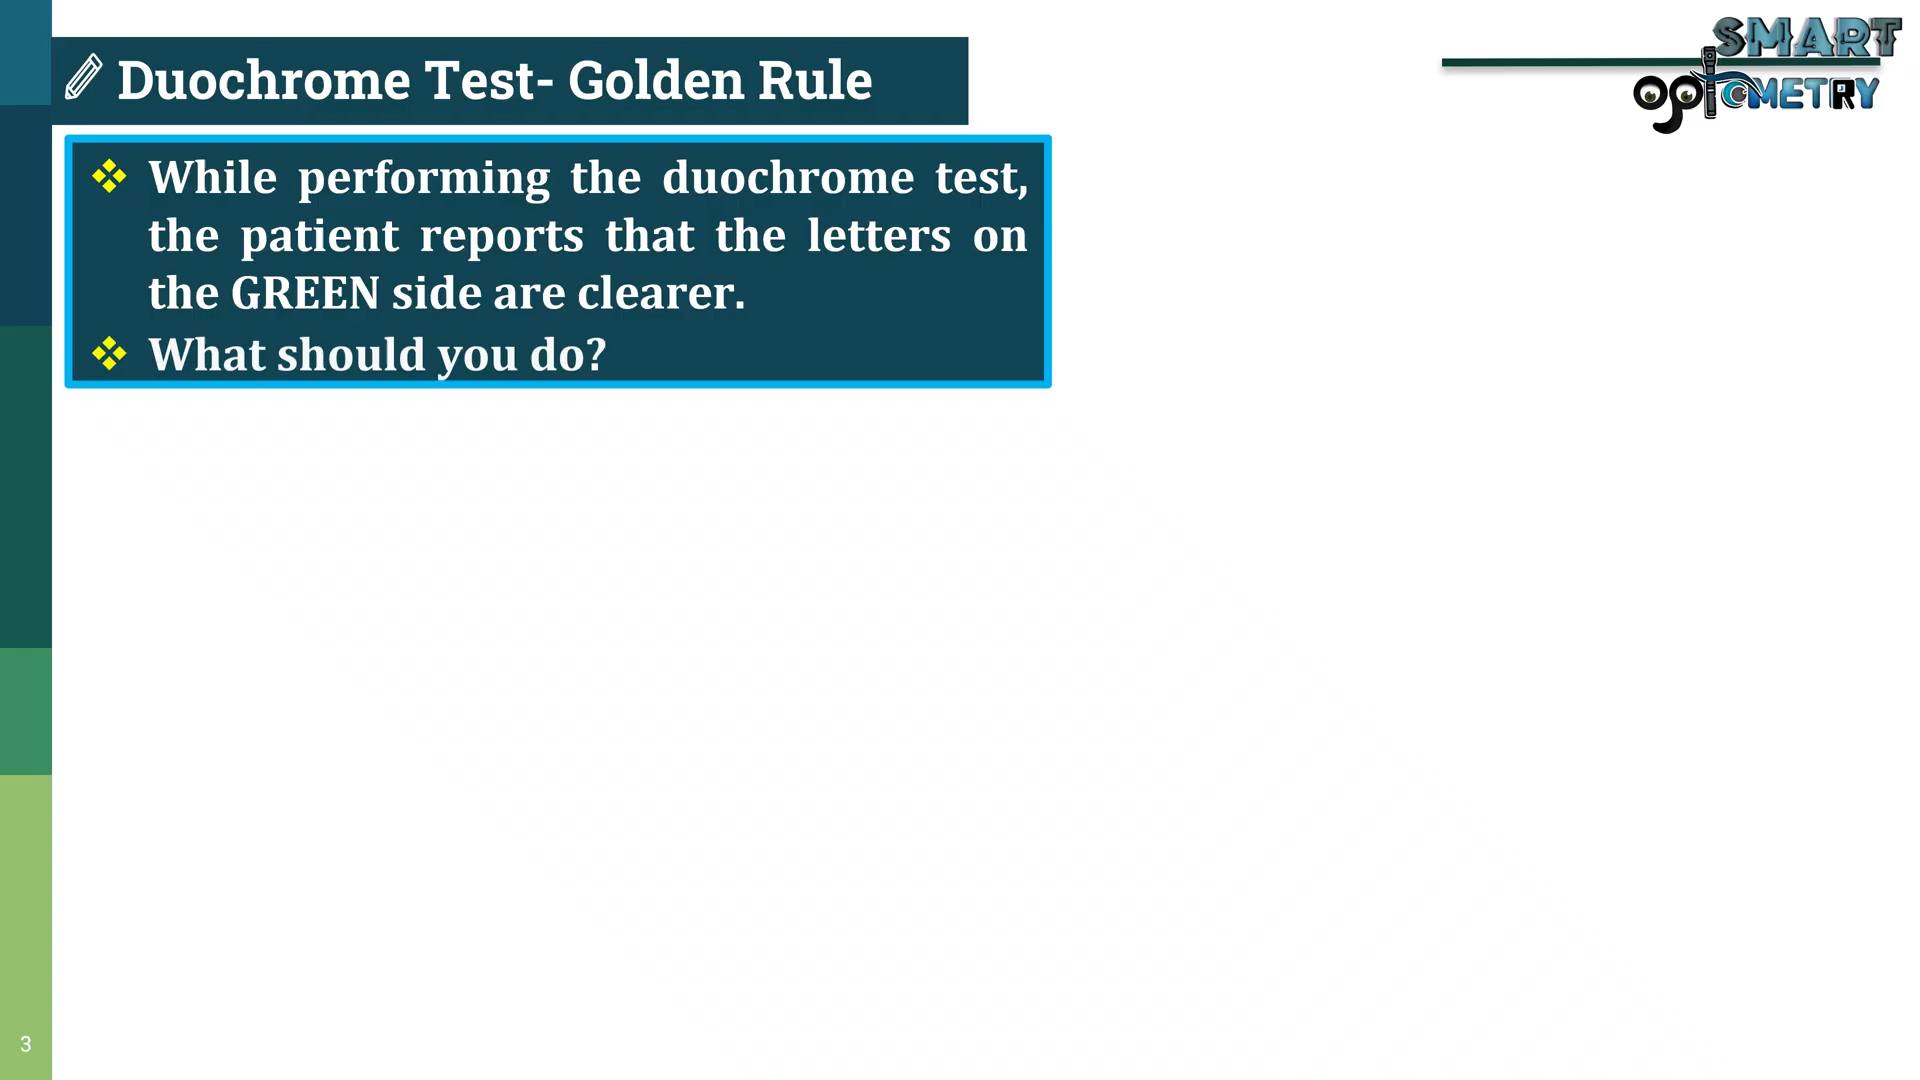 Duochrome Test- Golden Rule
SMART
optOMETRY
While performing the duochrome test,
the patient reports that the letters on
the GREEN side are clearer.
What should you do?
3